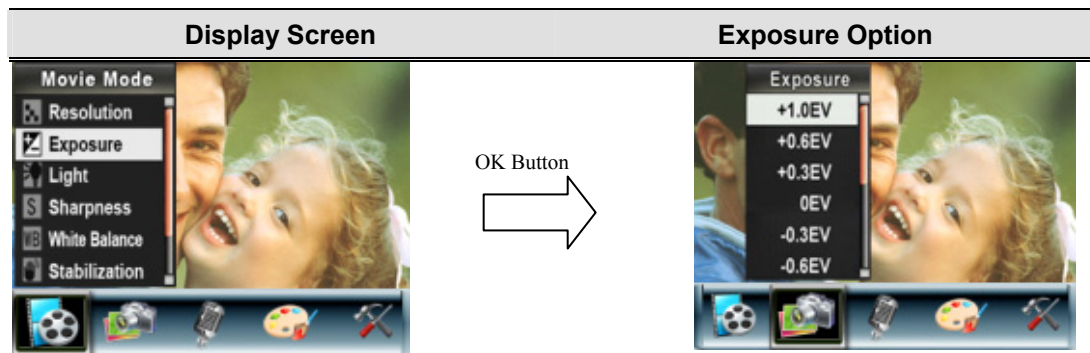 Display Screen
Exposure Option
Movie Mode
Resolution
Exposure
Light
Sharpness
White Balance
Stabilization
OK Button
Exposure
+1.0EV
+0.6EV
+0.3EV
0EV
-0.3EV
-0.6EV